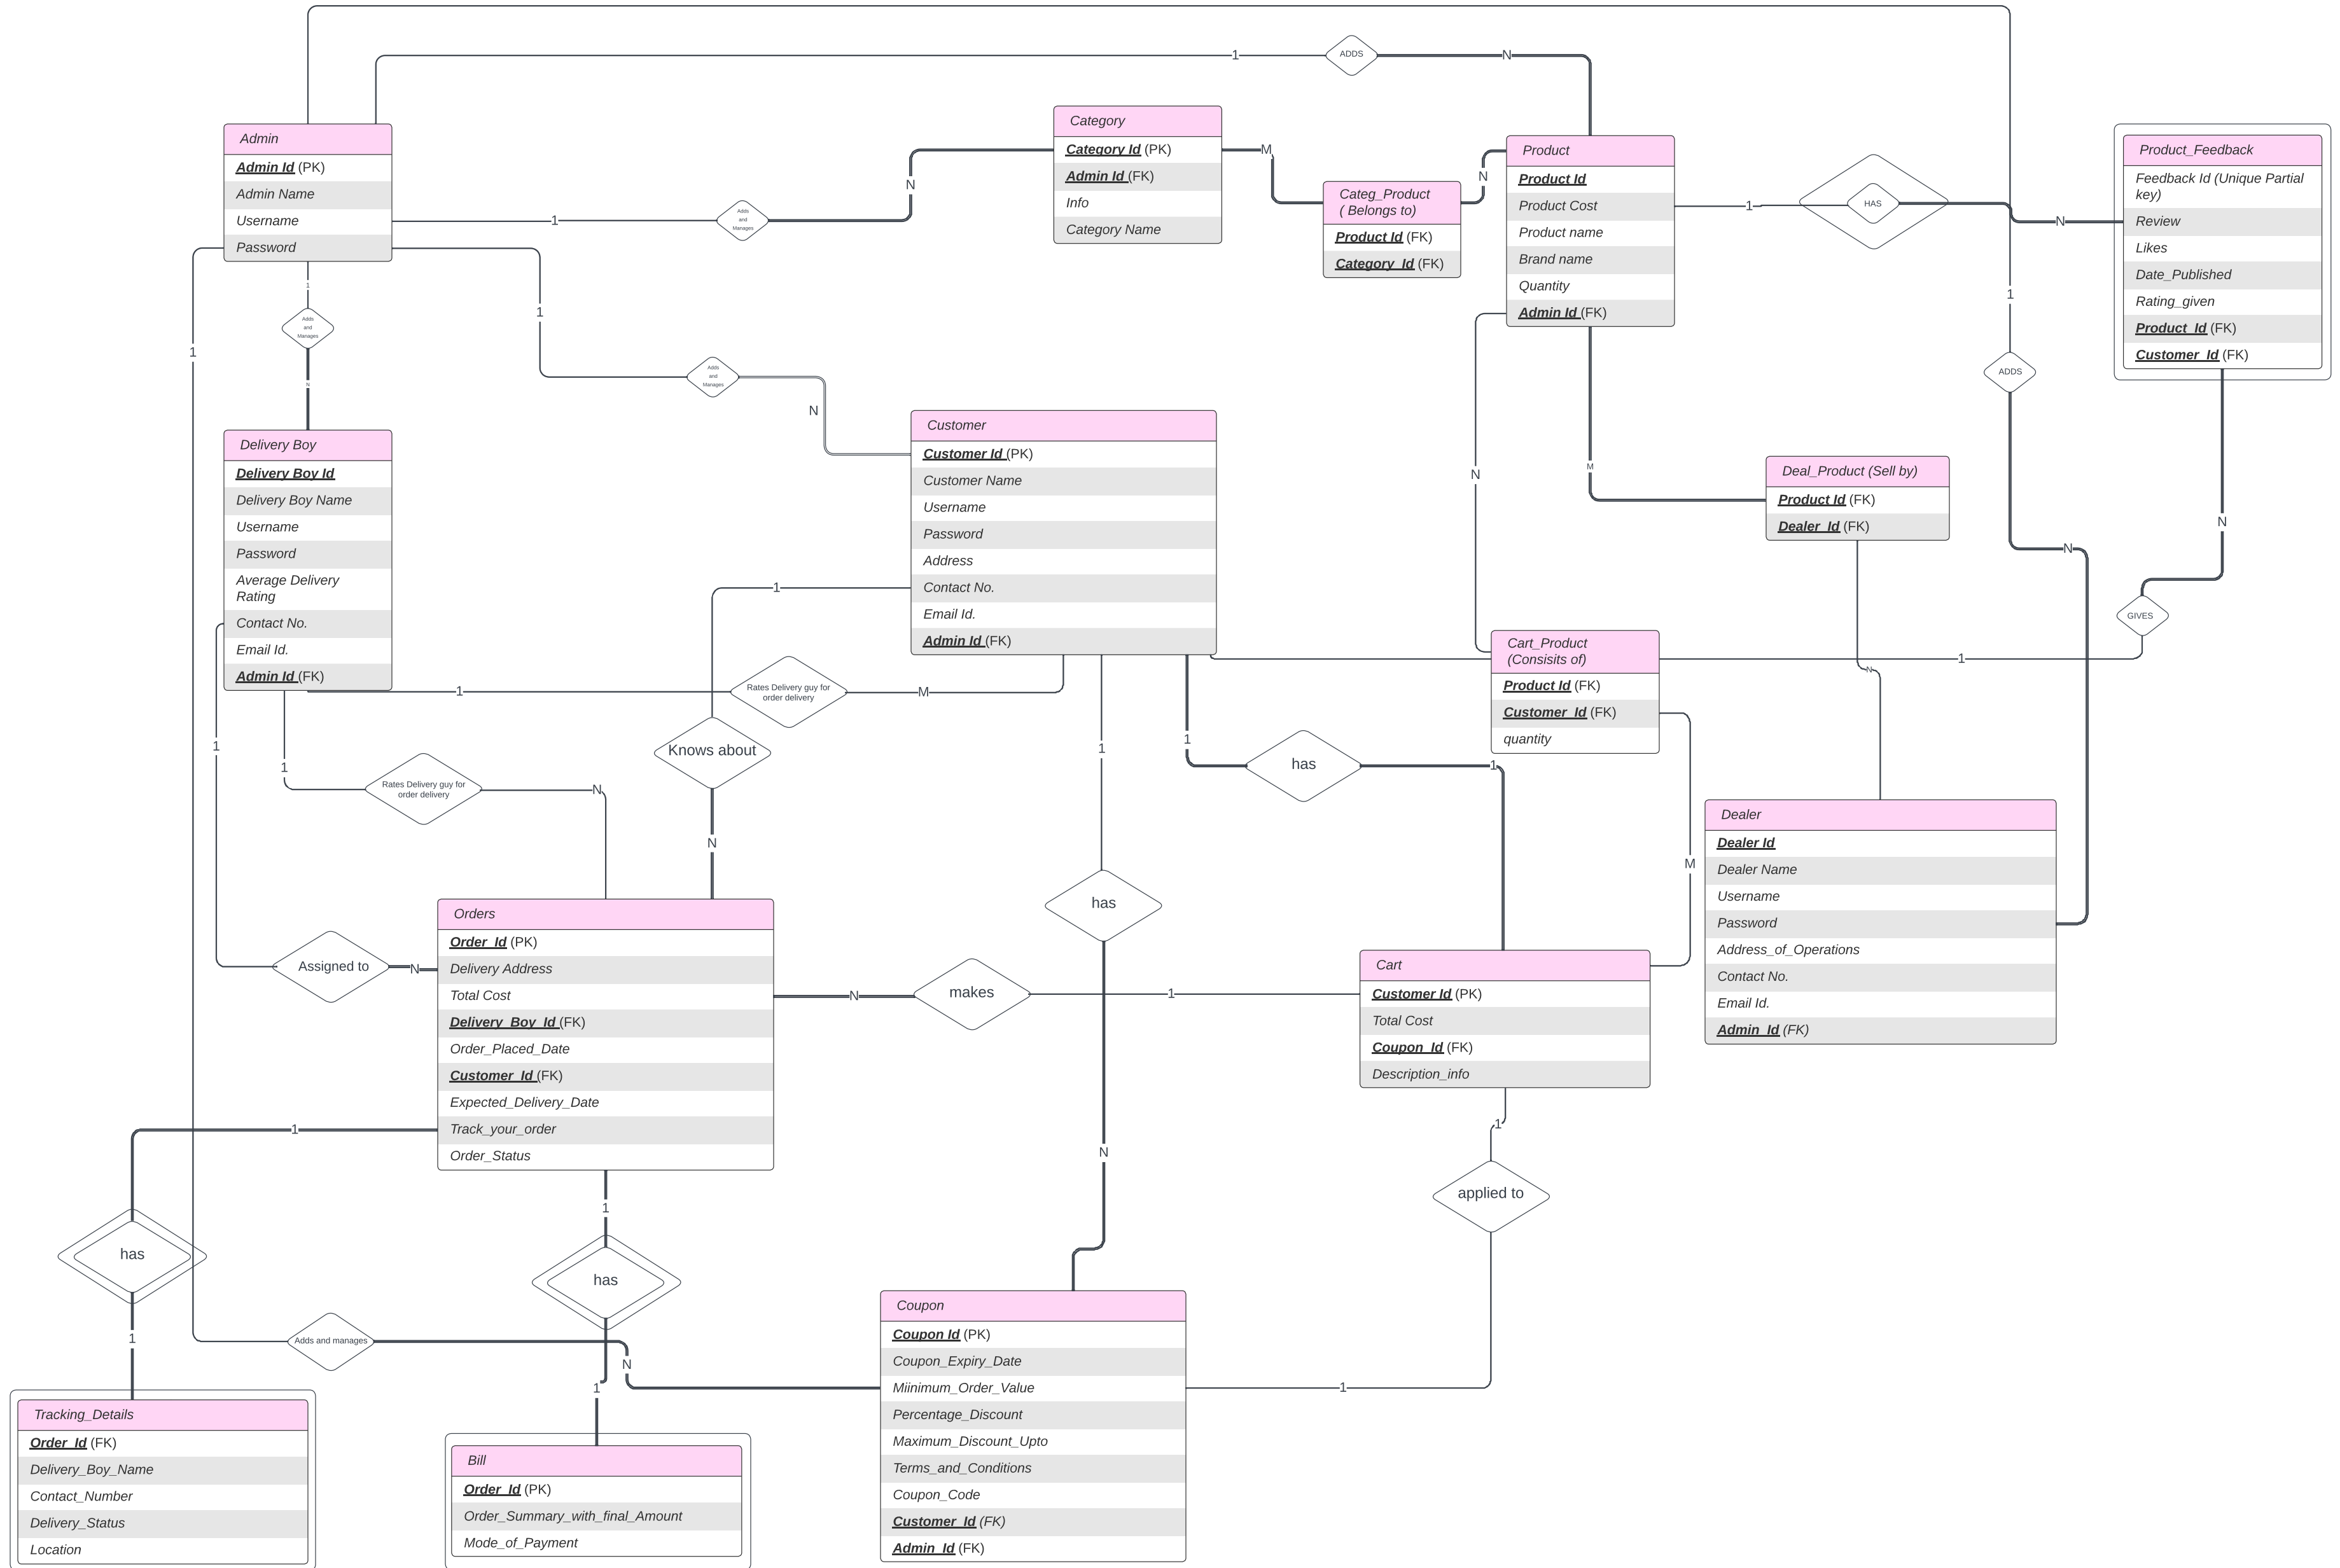 1
ADDS
N
Admin
Admin Id (PK)
Admin Name
Username
Password
1
Adds
and
Manages
N
Category
Category Id (PK)
Admin Id (FK)
Info
Category Name
M
Categ_Product
( Belongs to)
Product Id (FK)
Category_Id (FK)
N
Product
Product Id
Product Cost
Product name
Brand name
Quantity
Admin Id (FK)
1
HAS
N
Product_Feedback
Feedback Id (Unique Partial
key)
Review
Likes
Date_Published
Rating_given
Product_Id (FK)
Customer_Id (FK)
1
ADDS
N
1
Adds
and
Manages
N
1
Adds
and
Manages
N
1
Delivery Boy
Delivery Boy Id
Delivery Boy Name
Username
Password
Average Delivery
Rating
Contact No.
Email Id.
Admin Id (FK)
Customer
Customer Id (PK)
Customer Name
Username
Password
Address
Contact No.
Email Id.
Admin Id (FK)
N
M
Deal_Product (Sell by)
Product Id (FK)
Dealer_Id (FK)
N
N
GIVES
1
Cart_Product
(Consisits of)
Product Id (FK)
Customer_Id (FK)
quantity
M
1
1
Rates Delivery guy for
order delivery
M
Knows about
N
1
1
Rates Delivery guy for
order delivery
N
1
has
N
1
has
1
Dealer
Dealer Id
Dealer Name
Username
Password
Address_of_Operations
Contact No.
Email Id.
Admin_Id (FK)
Assigned to
N
Orders
Order_Id (PK)
Delivery Address
Total Cost
Delivery_Boy_Id (FK)
Order_Placed_Date
Customer_Id (FK)
Expected_Delivery_Date
Track_your_order
Order_Status
N
makes
1
Cart
Customer Id (PK)
Total Cost
Coupon_Id (FK)
Description_info
1
applied to
1
1
has
1
1
has
1
Adds and manages
N
Coupon
Coupon Id (PK)
Coupon_Expiry_Date
Miinimum_Order_Value
Percentage_Discount
Maximum_Discount_Upto
Terms_and_Conditions
Coupon_Code
Customer_Id (FK)
Admin_Id (FK)
Tracking_Details
Order_Id (FK)
Delivery_Boy_Name
Contact_Number
Delivery_Status
Location
Bill
Order_Id (PK)
Order_Summary_with_final_Amount
Mode_of_Payment